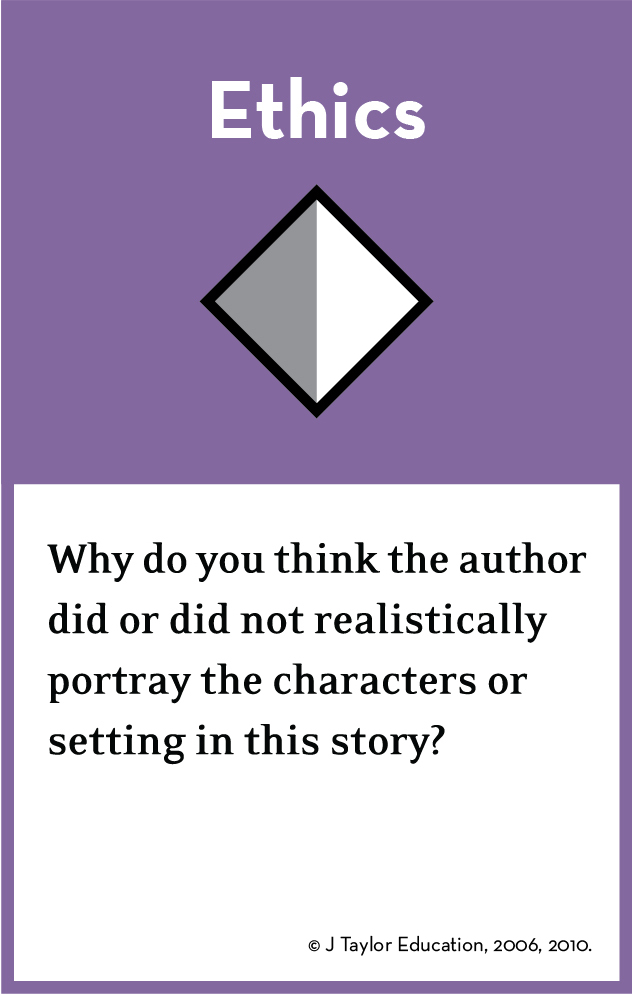 Ethics
Why do you think the author
did or did not realistically
portray the characters or
setting in this story?
© J Taylor Education, 2006, 2010.